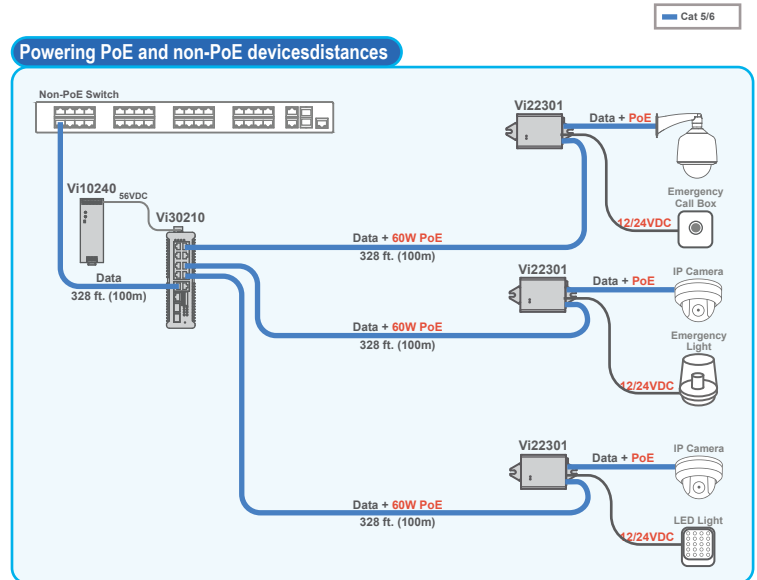 Cat 5/6
Powering PoE and non-PoE devicesdistances
Non-PoE Switch
Vi22301
Data + PoE
Vi10240
56VDC
Vi30210
Emergency
Call Box
12/24VDC
Data + 60W PoE
328 ft. (100m)
Data
328 ft. (100m)
Vi22301
Data + PoE
IP Camera
Data + 60W PoE
328 ft. (100m)
Emergency
Light
12/24VDC
Vi22301
Data + PoE
IP Camera
Data + 60W PoE
328 ft. (100m)
LED Light
12/24VDC